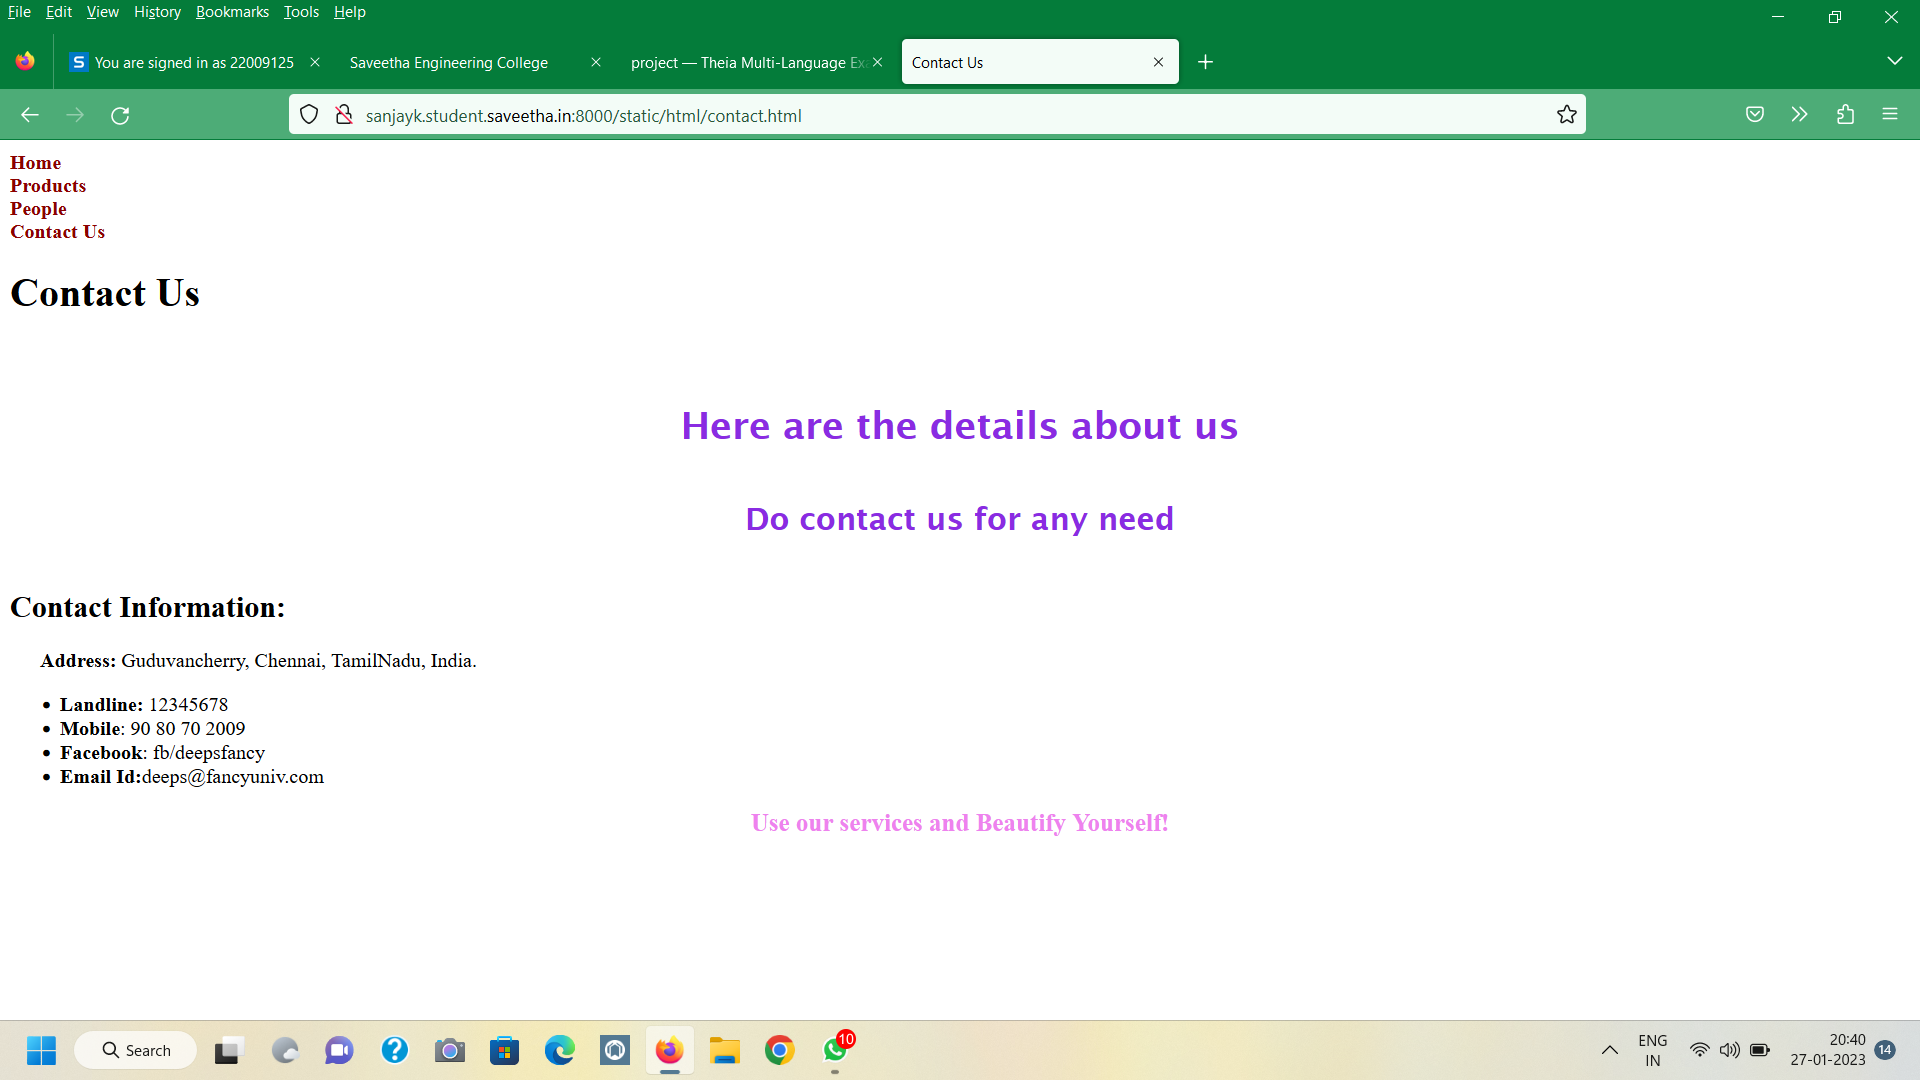 File Edit View History Bookmarks Tools Help
S You are signed in as 22009125
Saveetha Engineering College
project — Theia Multi-Language Ex
Contact Us
sanjayk.student.saveetha.in:8000/static/html/contact.html
Home
Products
People
Contact Us
Contact Us
Here are the details about us
Do contact us for any need
Contact Information:
Address: Guduvancherry, Chennai, TamilNadu, India.
Landline: 12345678
Mobile: 90 80 70 2009
Facebook: fb/deepsfancy
Email Id:deeps@fancyuniv.com
Use our services and Beautify Yourself!
Search
10
ENG
IN
20:40
27-01-2023
14